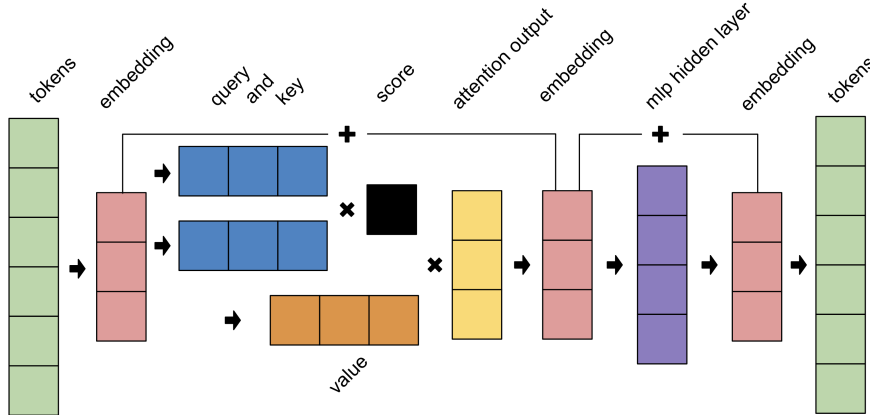 tokens
embedding
query
and
key
score
attention output
embedding
mlp hidden layer
embedding
tokens
value